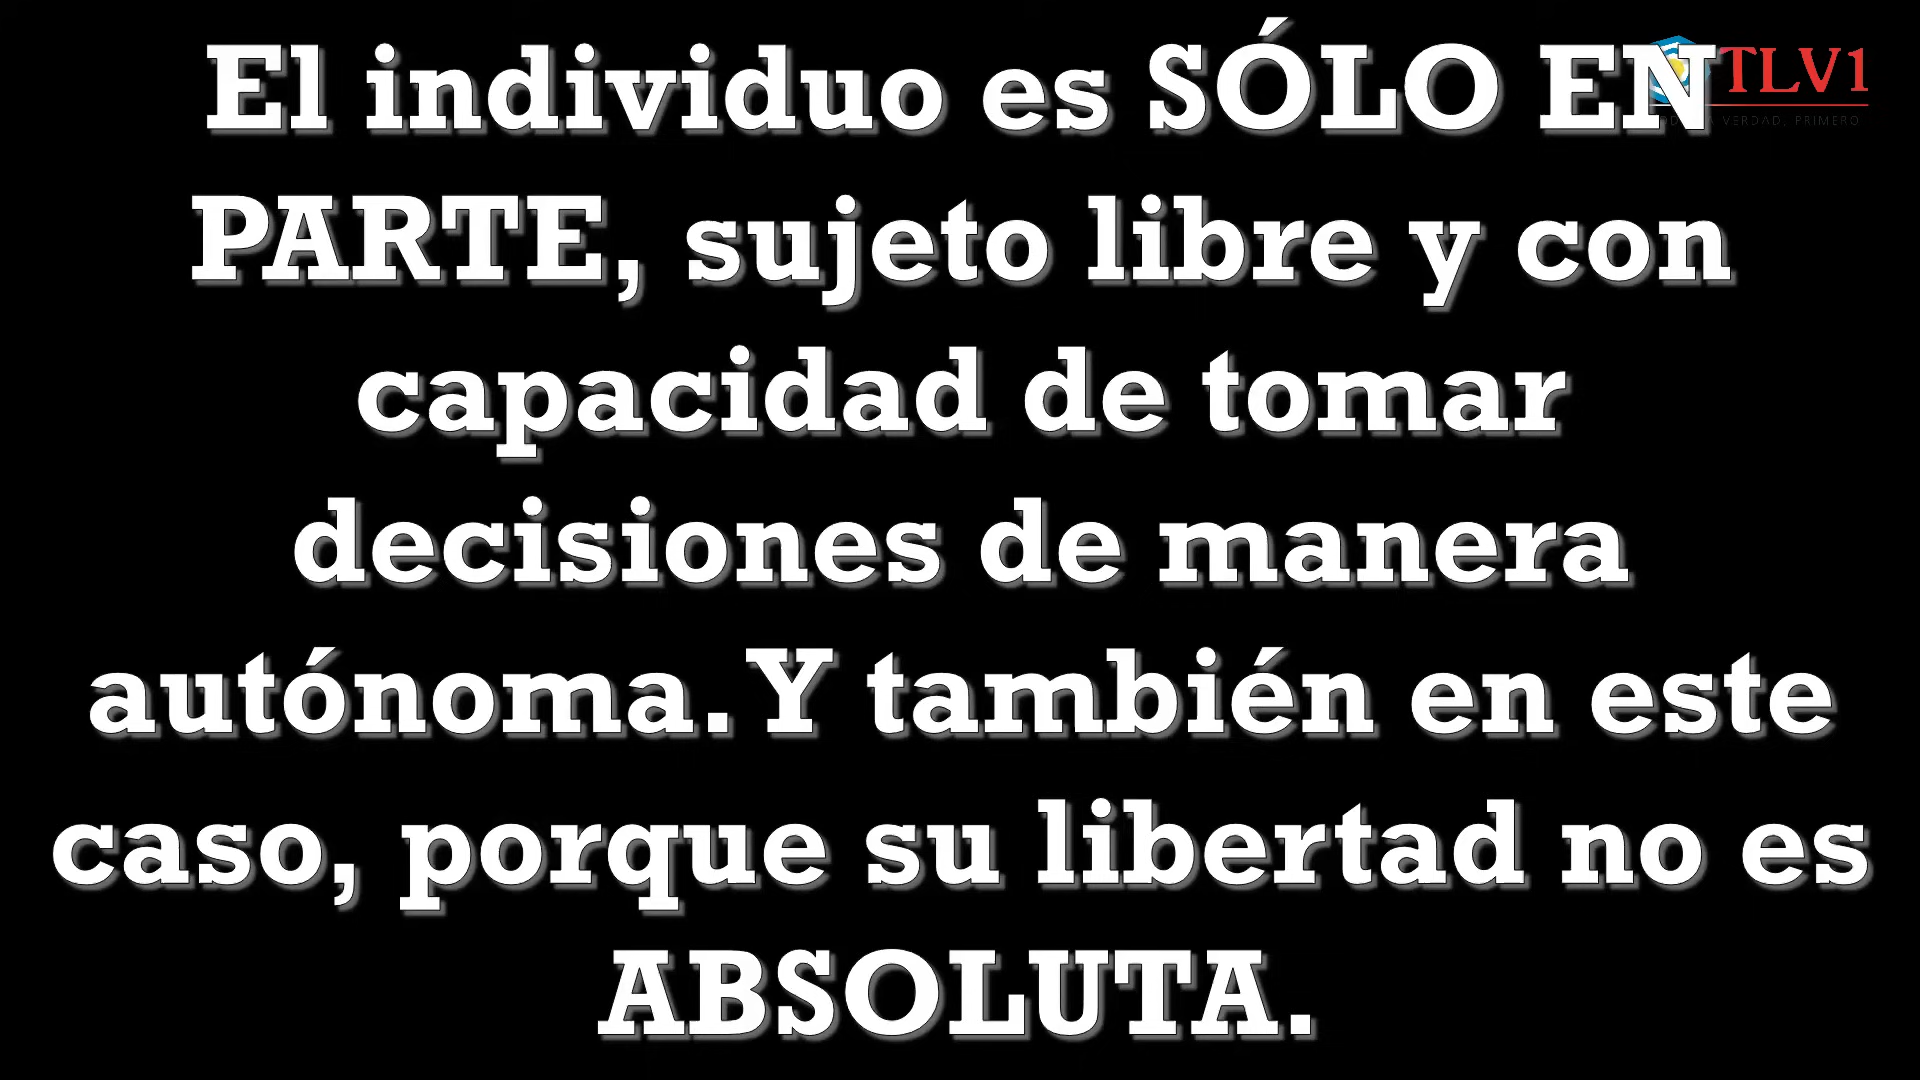 El individuo es SÓLO EN
TLV1
VERDAD, PRIMERO
PARTE, sujeto libre y con
capacidad de tomar
decisiones de manera
autónoma. Y también en este
caso, porque su libertad no es
ABSOLUTA.